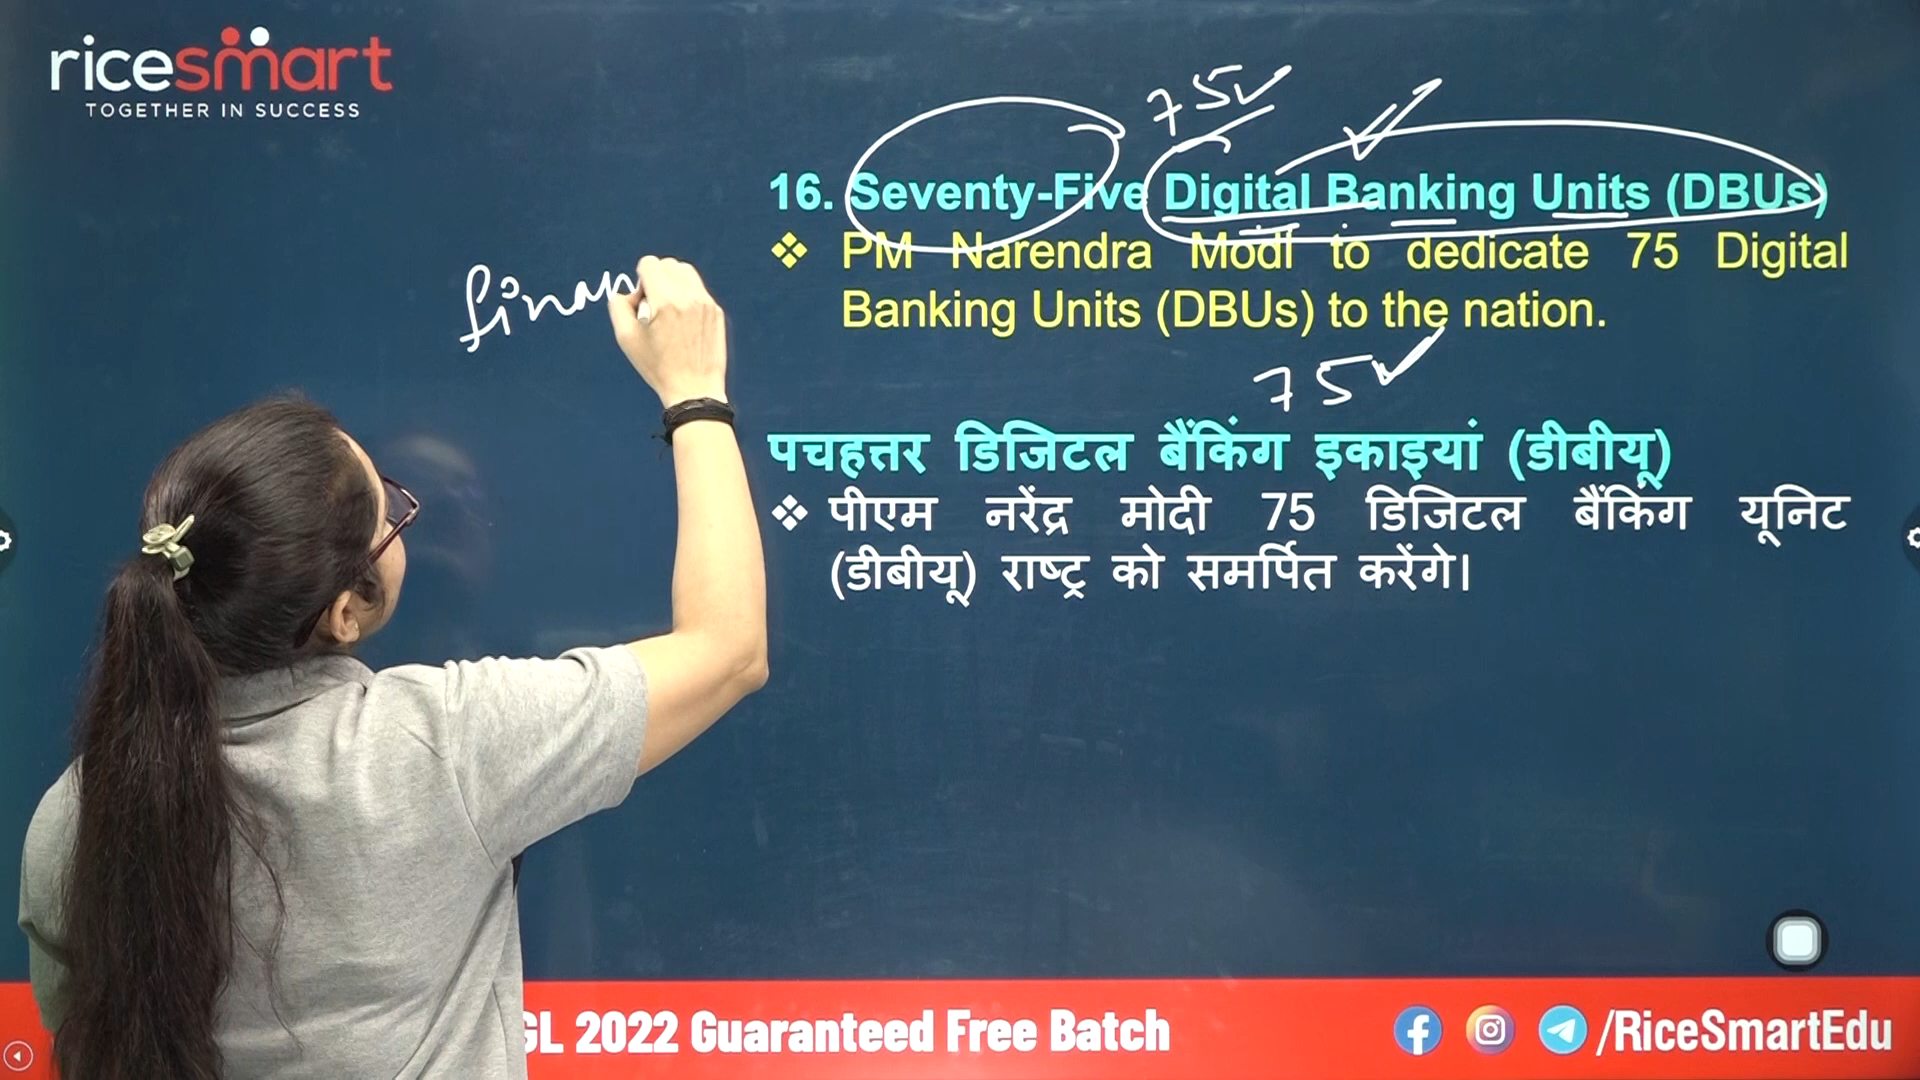 ricesmart
TOGETHER IN SUCCESS
75
16. Seventy-Five Digital Banking Units (DBUs)
❖ PM Narendra Modi to dedicate 75 Digital
Banking Units (DBUs) to the nation.
finan
75
पचहत्तर डिजिटल बैंकिंग इकाइयां (डीबीयू)
❖ पीएम नरेंद्र मोदी 75 डिजिटल बैंकिंग यूनिट
(डीबीयू) राष्ट्र को समर्पित करेंगे।
GL 2022 Guaranteed Free Batch
/RiceSmartEdu